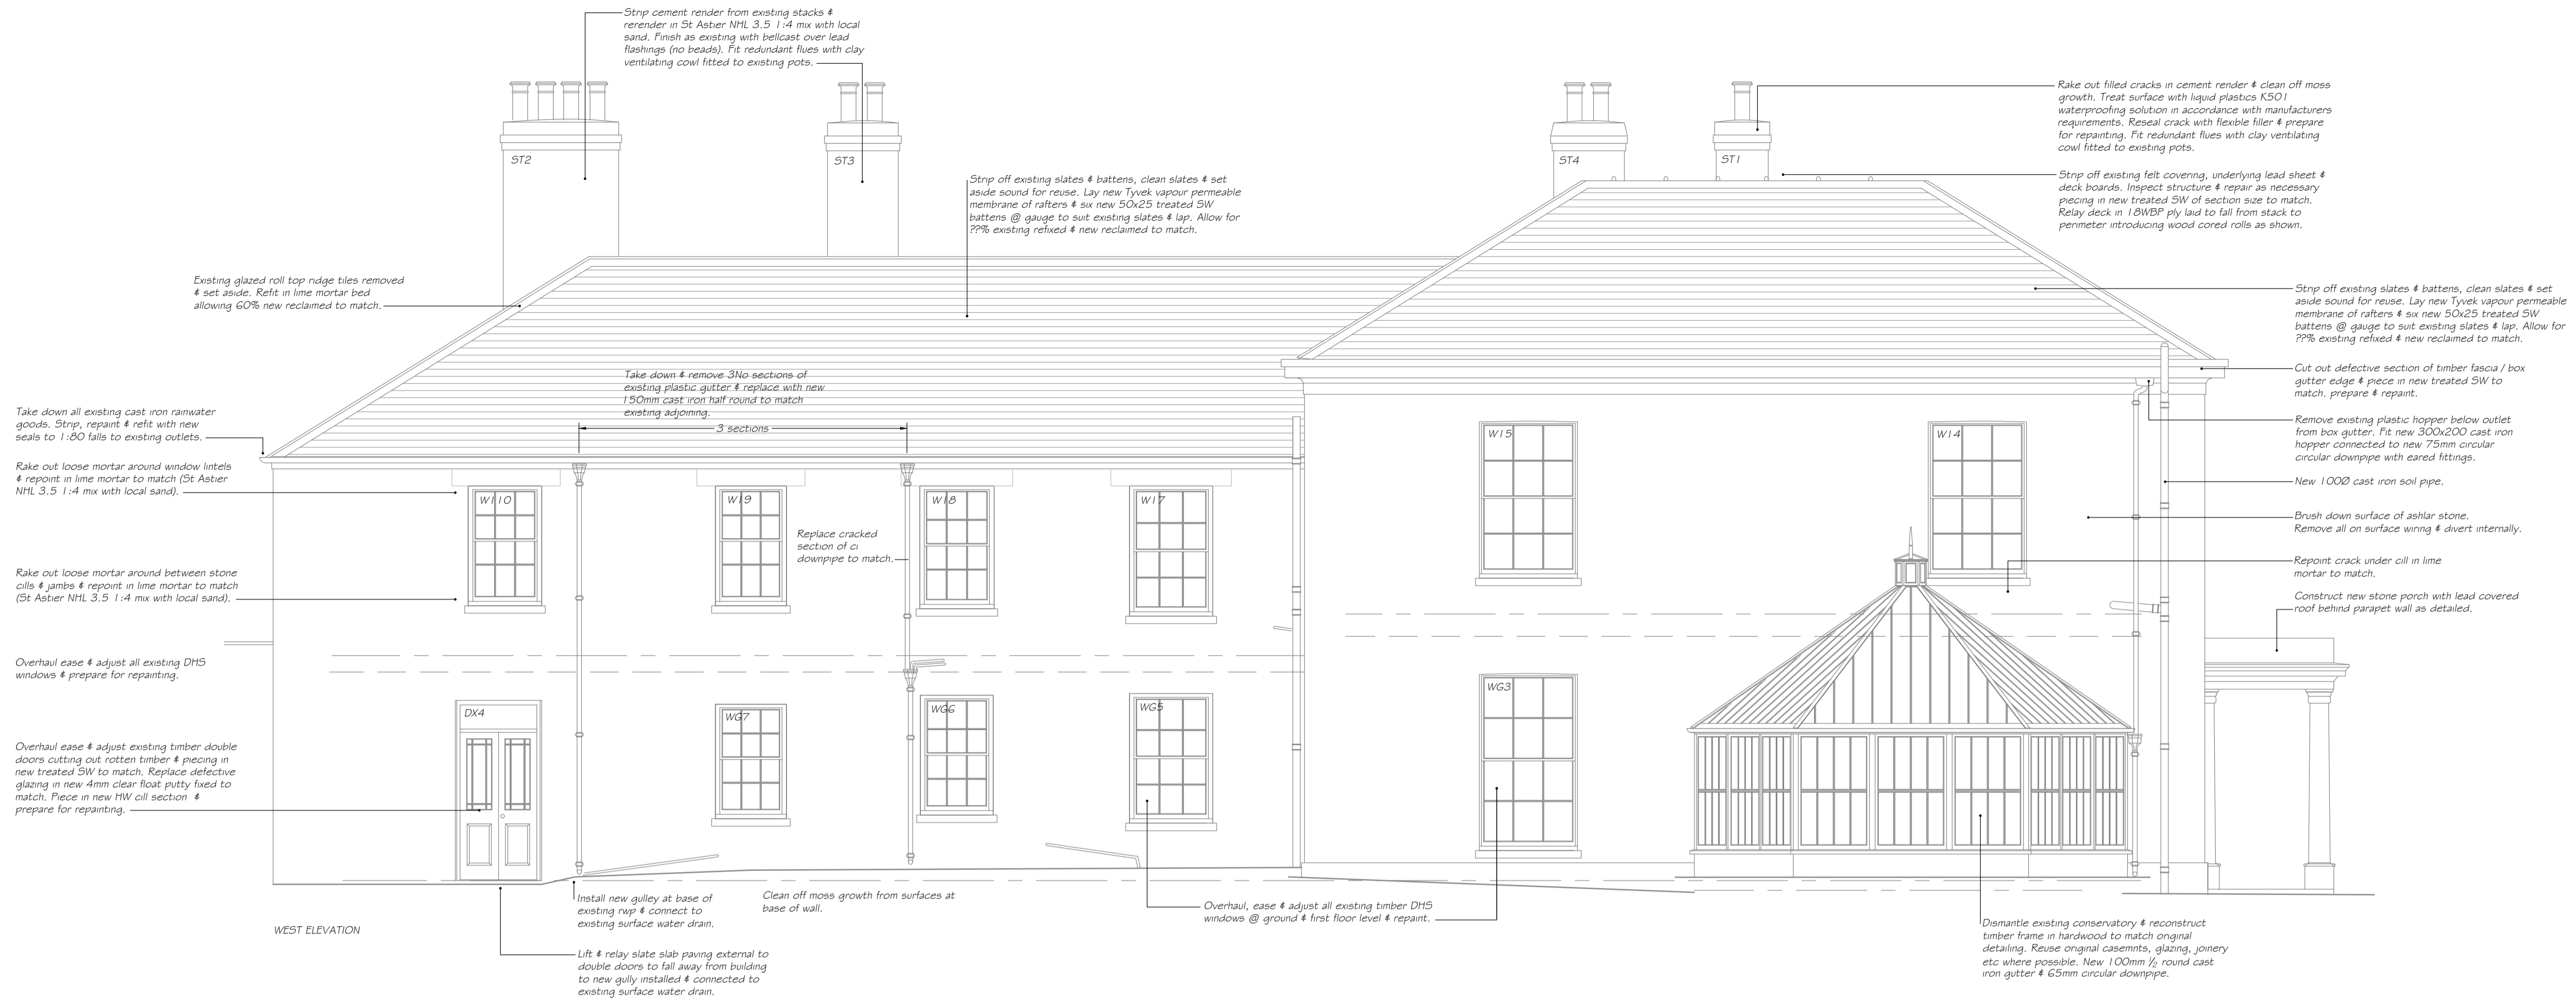 Strip cement render from existing stacks &
rerender in St Astier NHL 3.5 1:4 mix with local
sand. Finish as existing with bellcast over lead
flashings (no beads). Fit redundant flues with clay
ventilating cowl fitted to existing pots.
Rake out filled cracks in cement render & clean off moss
growth. Treat surface with liquid plastics K501
waterproofing solution in accordance with manufacturers
requirements. Reseal crack with flexible filler & prepare
for repainting. Fit redundant flues with clay ventilating
cowl fitted to existing pots.
ST2
ST3
ST4
ST1
Strip off existing slates & battens, clean slates & set
aside sound for reuse. Lay new Tyvek vapour permeable
membrane of rafters & six new 50x25 treated SW
battens @ gauge to suit existing slates & lap. Allow for
??% existing refixed & new reclaimed to match.
Strip off existing felt covering, underlying lead sheet &
deck boards. Inspect structure & repair as necessary
piecing in new treated SW of section size to match.
Relay deck in 18WBP ply laid to fall from stack to
perimeter introducing wood cored rolls as shown.
Existing glazed roll top ridge tiles removed
& set aside. Refit in lime mortar bed
allowing 60% new reclaimed to match.
Strip off existing slates & battens, clean slates & set
aside sound for reuse. Lay new Tyvek vapour permeable
membrane of rafters & six new 50x25 treated SW
battens @ gauge to suit existing slates & lap. Allow for
??% existing refixed & new reclaimed to match.
Take down & remove 3No sections of
existing plastic gutter & replace with new
150mm cast iron half round to match
existing adjoining.
3 sections
Cut out defective section of timber fascia / box
gutter edge & piece in new treated SW to
match. prepare & repaint.
Take down all existing cast iron rainwater
goods. Strip, repaint & refit with new
seals to 1:80 falls to existing outlets.
Remove existing plastic hopper below outlet
from box gutter. Fit new 300x200 cast iron
hopper connected to new 75mm circular
circular downpipe with eared fittings.
Rake out loose mortar around window lintels
& repoint in lime mortar to match (St Astier
NHL 3.5 1:4 mix with local sand).
W15
W14
W110
W19
W18
W17
New 100Ø cast iron soil pipe.
Replace cracked
section of ci
downpipe to match.
Brush down surface of ashlar stone.
Remove all on surface wiring & divert internally.
Rake out loose mortar around between stone
cills & jambs & repoint in lime mortar to match
(St Astier NHL 3.5 1:4 mix with local sand).
Repoint crack under cill in lime
mortar to match.
Construct new stone porch with lead covered
roof behind parapet wall as detailed.
Overhaul ease & adjust all existing DHS
windows & prepare for repainting.
DX4
WG7
WG6
WG5
WG3
Overhaul ease & adjust existing timber double
doors cutting out rotten timber & piecing in
new treated SW to match. Replace defective
glazing in new 4mm clear float putty fixed to
match. Piece in new HW cill section &
prepare for repainting.
Install new gulley at base of
existing rwp & connect to
existing surface water drain.
Clean off moss growth from surfaces at
base of wall.
Overhaul, ease & adjust all existing timber DHS
windows @ ground & first floor level & repaint.
WEST ELEVATION
Lift & relay slate slab paving external to
double doors to fall away from building
to new gully installed & connected to
existing surface water drain.
Dismantle existing conservatory & reconstruct
timber frame in hardwood to match original
detailing. Reuse original casemnts, glazing, joinery
etc where possible. New 100mm ½ round cast
iron gutter & 65mm circular downpipe.